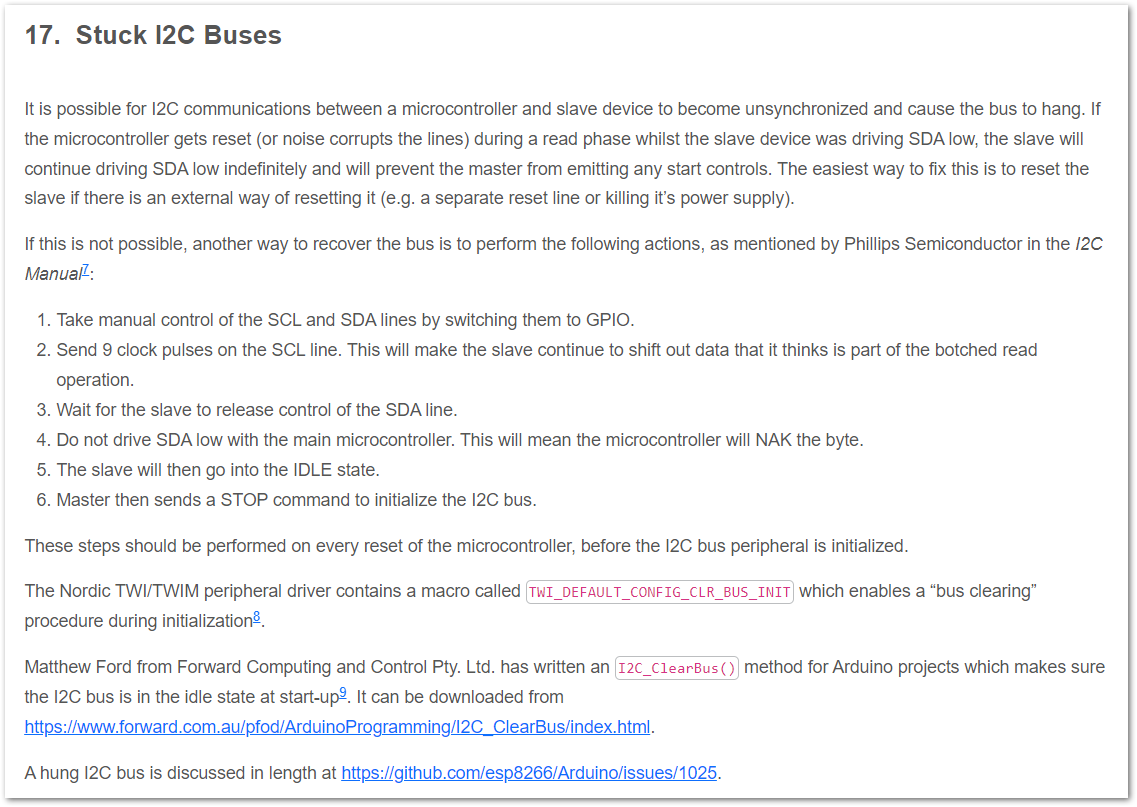 17. Stuck I2C Buses
It is possible for I2C communications between a microcontroller and slave device to become unsynchronized and cause the bus to hang. If
the microcontroller gets reset (or noise corrupts the lines) during a read phase whilst the slave device was driving SDA low, the slave will
continue driving SDA low indefinitely and will prevent the master from emitting any start controls. The easiest way to fix this is to reset the
slave if there is an external way of resetting it (e.g. a separate reset line or killing it’s power supply).
If this is not possible, another way to recover the bus is to perform the following actions, as mentioned by Phillips Semiconductor in the I2C
Manual7:
1. Take manual control of the SCL and SDA lines by switching them to GPIO.
2. Send 9 clock pulses on the SCL line. This will make the slave continue to shift out data that it thinks is part of the botched read
operation.
3. Wait for the slave to release control of the SDA line.
4. Do not drive SDA low with the main microcontroller. This will mean the microcontroller will NAK the byte.
5. The slave will then go into the IDLE state.
6. Master then sends a STOP command to initialize the I2C bus.
These steps should be performed on every reset of the microcontroller, before the I2C bus peripheral is initialized.
The Nordic TWI/TWIM peripheral driver contains a macro called TWI_DEFAULT_CONFIG_CLR_BUS_INIT which enables a “bus clearing”
procedure during initialization8.
Matthew Ford from Forward Computing and Control Pty. Ltd. has written an I2C_ClearBus() method for Arduino projects which makes sure
the I2C bus is in the idle state at start-up9. It can be downloaded from
https://www.forward.com.au/pfod/ArduinoProgramming/I2C_ClearBus/index.html.
A hung I2C bus is discussed in length at https://github.com/esp8266/Arduino/issues/1025.